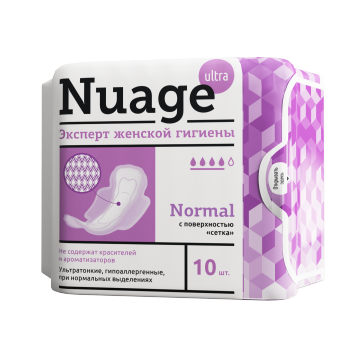 Nuage
ultra
Эксперт женской гигиены
Normal
с поверхностью
«сетка»
Не содержат красителей
и ароматизаторов
Ультратонкие, гипоаллергенные,
при нормальных выделениях
10 шт.
Открывать